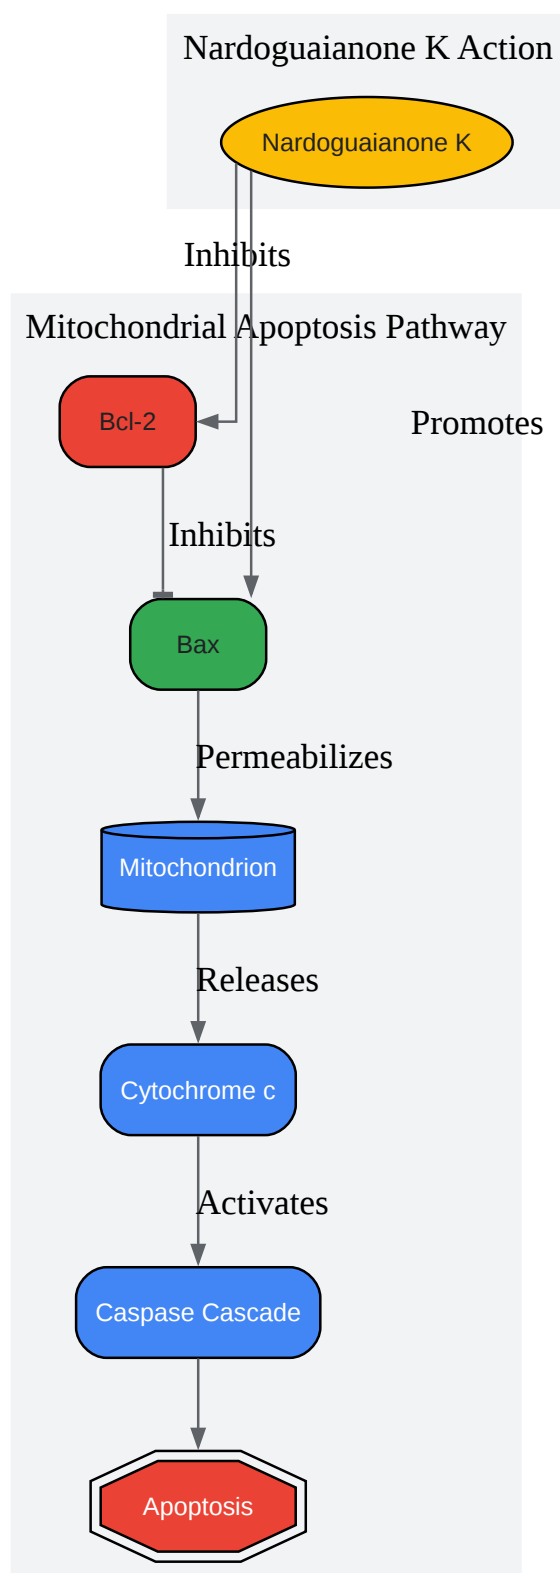 Nardoguaianone K Action
Nardoguaianone K
Inhibits
Mitochondrial Apoptosis Pathway
Bcl-2
Promotes
Inhibits
Bax
Permeabilizes
Mitochondrion
Releases
Cytochrome c
Activates
Caspase Cascade
Apoptosis